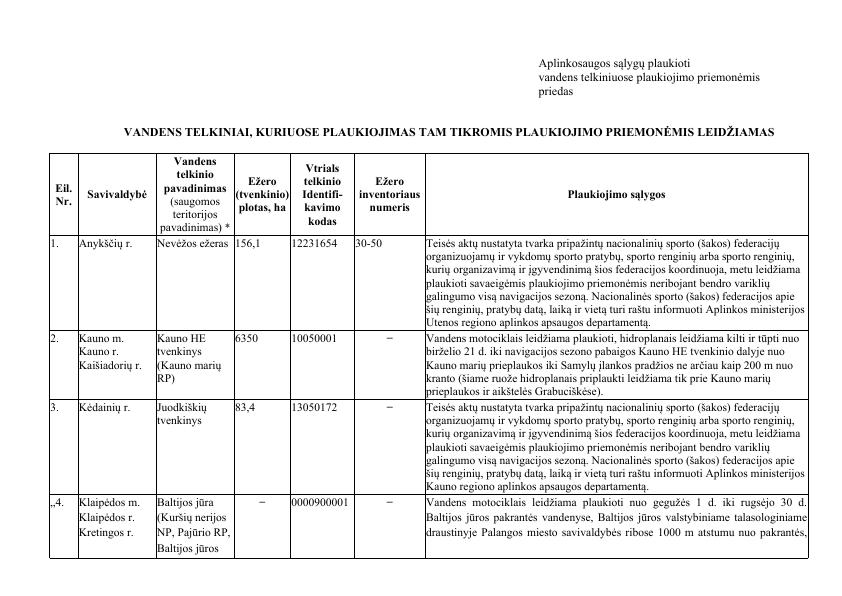 Aplinkosaugos sąlygų plaukioti
vandens telkiniuose plaukiojimo priemonėmis
priedas
VANDENS TELKINIAI, KURIUOSE PLAUKIOJIMAS TAM TIKROMIS PLAUKIOJIMO PRIEMONĖMIS LEIDŽIAMAS
Eil.
Nr.
Savivaldybė
Vandens
telkinio
pavadinimas
(saugomos
teritorijos
pavadinimas) *
Ežero
(tvenkinio)
plotas, ha
Vtrials
telkinio
Identifi-
kavimo
kodas
Ežero
inventoriaus
numeris
Plaukiojimo sąlygos
1.
Anykščių r.
Nevėžos ežeras
156,1
12231654
30-50
Teisės aktų nustatyta tvarka pripažintų nacionalinių sporto (šakos) federacijų
organizuojamų ir vykdomų sporto pratybų, sporto renginių arba sporto renginių,
kurių organizavimą ir įgyvendinimą šios federacijos koordinuoja, metu leidžiama
plaukioti savaeigėmis plaukiojimo priemonėmis neribojant bendro variklių
galingumo visą navigacijos sezoną. Nacionalinės sporto (šakos) federacijos apie
šių renginių, pratybų datą, laiką ir vietą turi raštu informuoti Aplinkos ministerijos
Utenos regiono aplinkos apsaugos departamentą.
2.
Kauno m.
Kauno r.
Kaišiadorių r.
Kauno HE
tvenkinys
(Kauno marių
RP)
6350
10050001
–
Vandens motociklais leidžiama plaukioti, hidroplanais leidžiama kilti ir tūpti nuo
birželio 21 d. iki navigacijos sezono pabaigos Kauno HE tvenkinio dalyje nuo
Kauno marių prieplaukos iki Samylų įlankos pradžios ne arčiau kaip 200 m nuo
kranto (šiame ruože hidroplanais priplaukti leidžiama tik prie Kauno marių
prieplaukos ir aikštelės Grabuciškėse).
3.
Kėdainių r.
Juodkiškių
tvenkinys
83,4
13050172
–
Teisės aktų nustatyta tvarka pripažintų nacionalinių sporto (šakos) federacijų
organizuojamų ir vykdomų sporto pratybų, sporto renginių arba sporto renginių,
kurių organizavimą ir įgyvendinimą šios federacijos koordinuoja, metu leidžiama
plaukioti savaeigėmis plaukiojimo priemonėmis neribojant bendro variklių
galingumo visą navigacijos sezoną. Nacionalinės sporto (šakos) federacijos apie
šių renginių, pratybų datą, laiką ir vietą turi raštu informuoti Aplinkos ministerijos
Kauno regiono aplinkos apsaugos departamentą.
„4.
Klaipėdos m.
Klaipėdos r.
Kretingos r.
Baltijos jūra
(Kuršių nerijos
NP, Pajūrio RP,
Baltijos jūros
–
0000900001
–
Vandens motociklais leidžiama plaukioti nuo gegužės 1 d. iki rugsėjo 30 d.
Baltijos jūros pakrantės vandenyse, Baltijos jūros valstybiniame talasologiniame
draustinyje Palangos miesto savivaldybės ribose 1000 m atstumu nuo pakrantės,